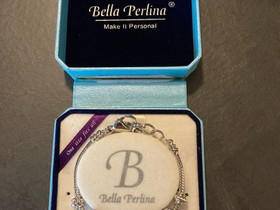 Bella Perlina ®
Make It Personal
One size fits all!
B
Bella Perlina